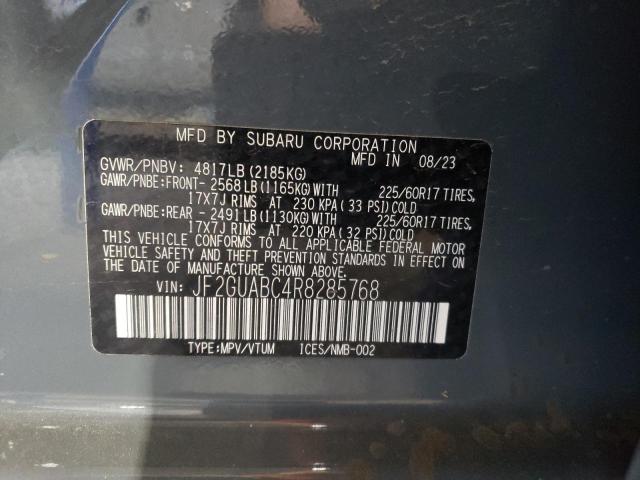 MFD BY SUBARU CORPORATION
MFD IN 08/23
GVWR/PNBV: 4817LB (2185KG)
GAWR/PNBE:FRONT- 2568LB(1165KG)WITH 225/60R17 TIRES,
17X7J RIMS AT 230 KPA ( 33 PSI)COLD
GAWR/PNBE:REAR - 2491LB(1130KG)WITH 225/60R17 TIRES,
17X7J RIMS AT 220 KPA ( 32 PSI)COLD
THIS VEHICLE CONFORMS TO ALL APPLICABLE FEDERAL MOTOR
VEHICLE SAFETY AND THEFT PREVENTION STANDARDS IN EFFECT
ON THE DATE OF MANUFACTURE SHOWN ABOVE.
VIN: JF2GUABC4R8285768
TYPE:MPV/VTUM ICES/NMB-002